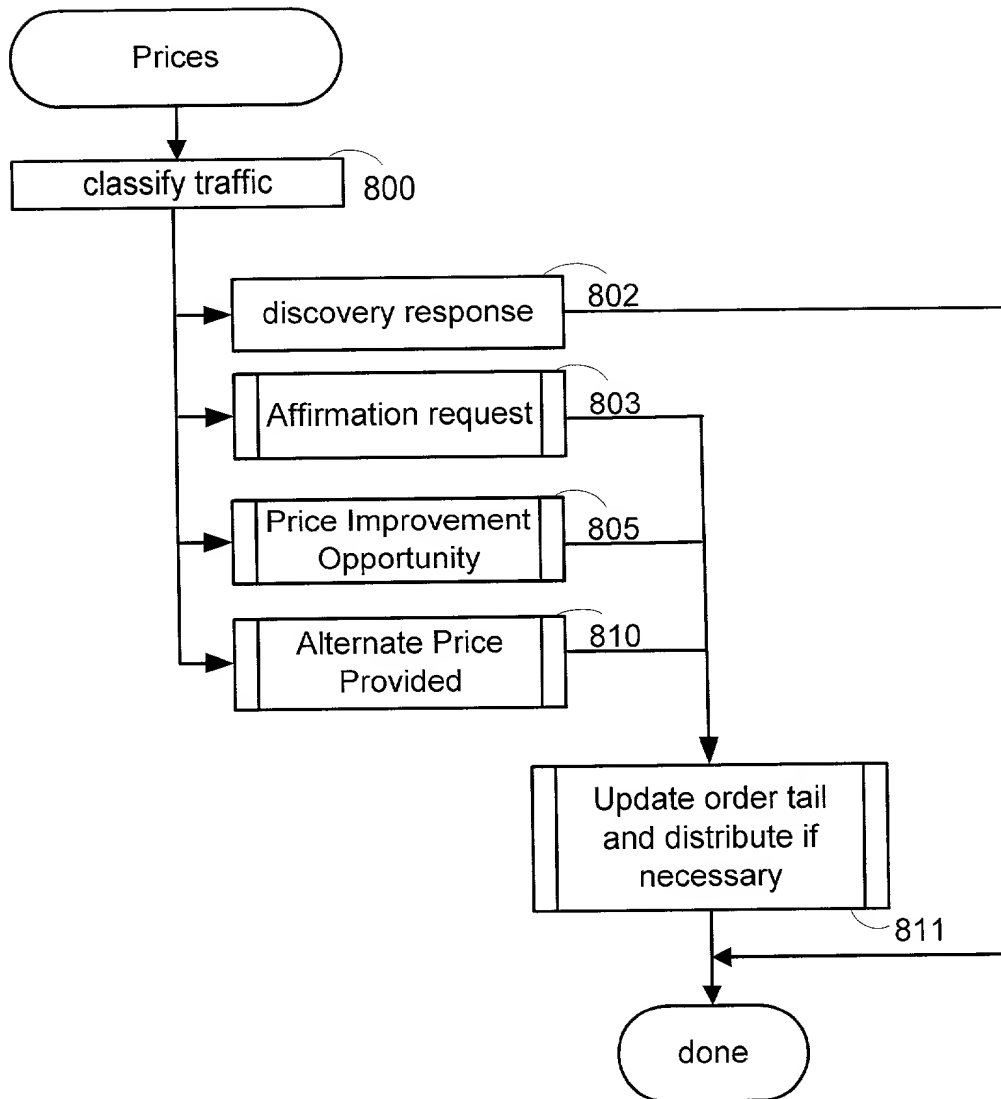 Prices
classify traffic
800
discovery response
802
Affirmation request
803
Price Improvement
Opportunity
805
Alternate Price
Provided
810
Update order tail
and distribute if
necessary
811
done